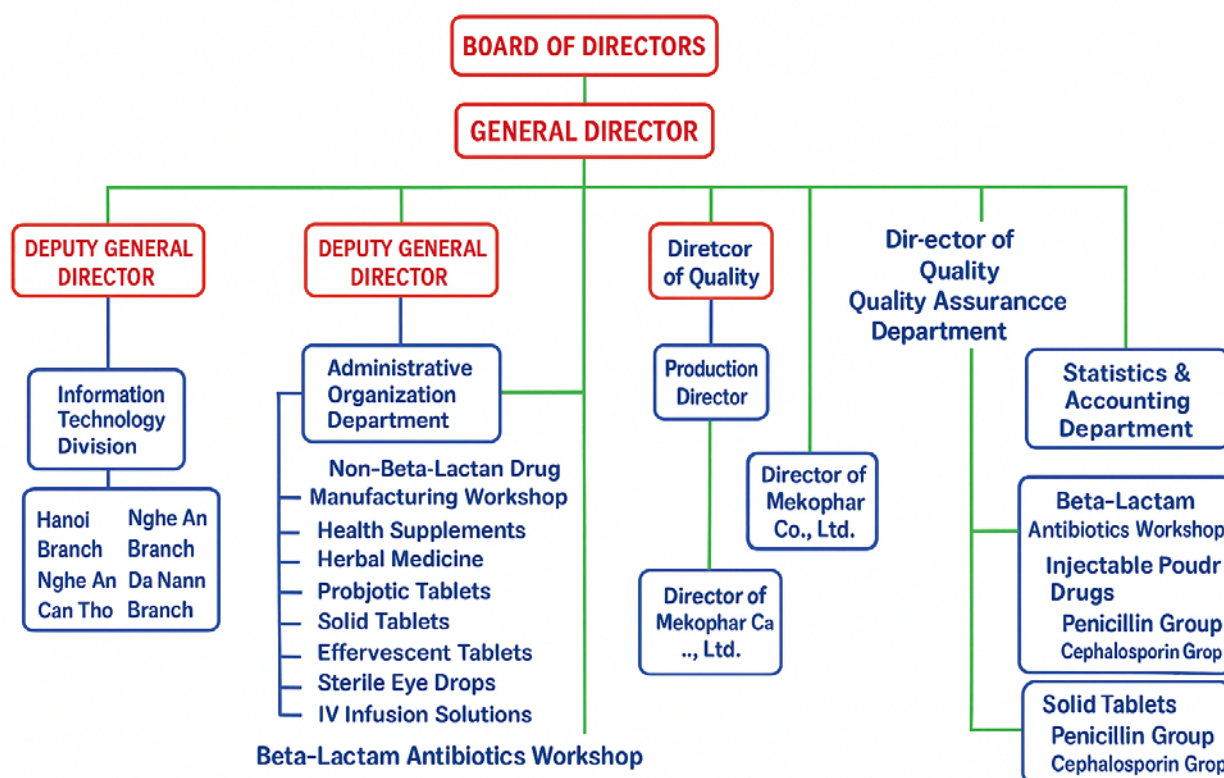 BOARD OF DIRECTORS
GENERAL DIRECTOR
DEPUTY GENERAL
DIRECTOR
DEPUTY GENERAL
DIRECTOR
Diretcor
of Quality
Dir-ector of
Quality
Quality Assurancce
Department
Information
Technology
Division
Administrative
Organization
Department
Production
Director
Statistics &
Accounting
Department
Hanoi Nghe An
Branch Branch
Nghe An Da Nann
Can Tho Branch
Non-Beta-Lactan Drug
Manufacturing Workshop
Health Supplements
Herbal Medicine
Probjotic Tablets
Solid Tablets
Effervescent Tablets
Sterile Eye Drops
IV Infusion Solutions
Beta-Lactam Antibiotics Workshop
Director of
Mekophar Ca
.., Ltd.
Director of
Mekophar
Co., Ltd.
Beta-Lactam
Antibiotics Workshop
Injectable Poudr
Drugs
Penicillin Group
Cephalosporin Grop
Solid Tablets
Penicillin Group
Cephalosporin Grop